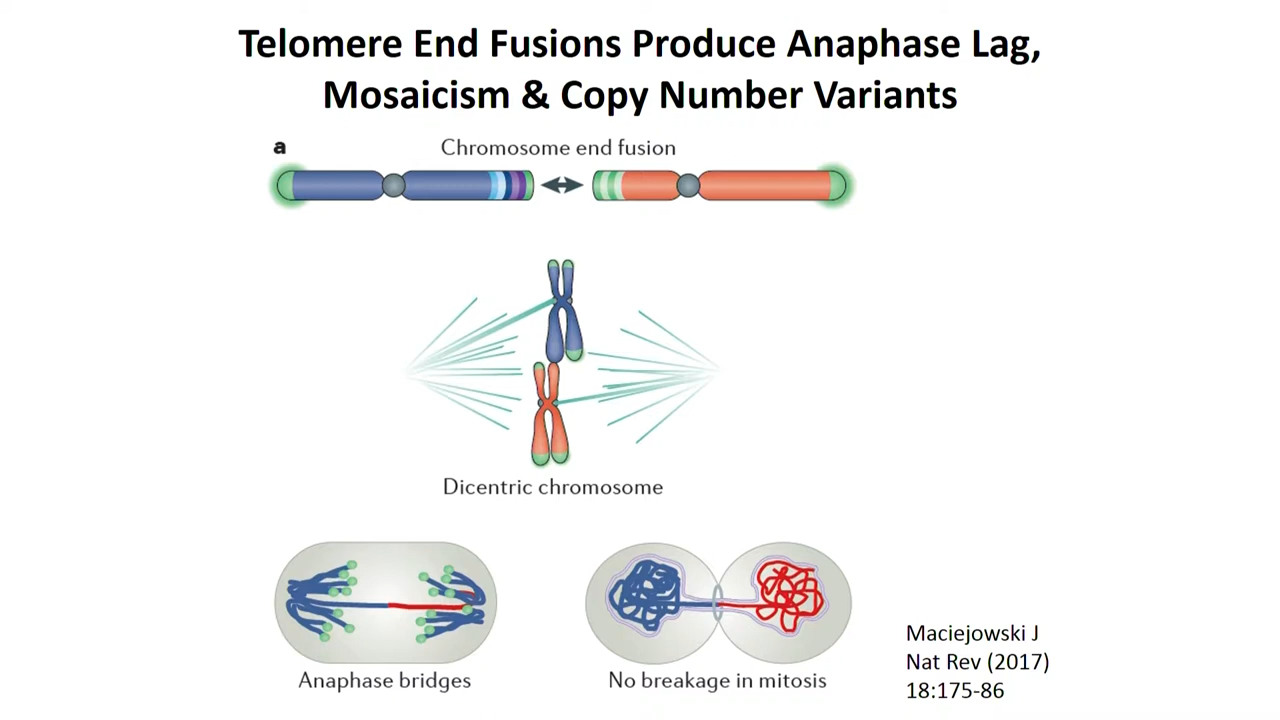 Telomere End Fusions Produce Anaphase Lag,
Mosaicism & Copy Number Variants
a
Chromosome end fusion
Dicentric chromosome
Anaphase bridges
No breakage in mitosis
Maciejowski J
Nat Rev (2017)
18:175-86